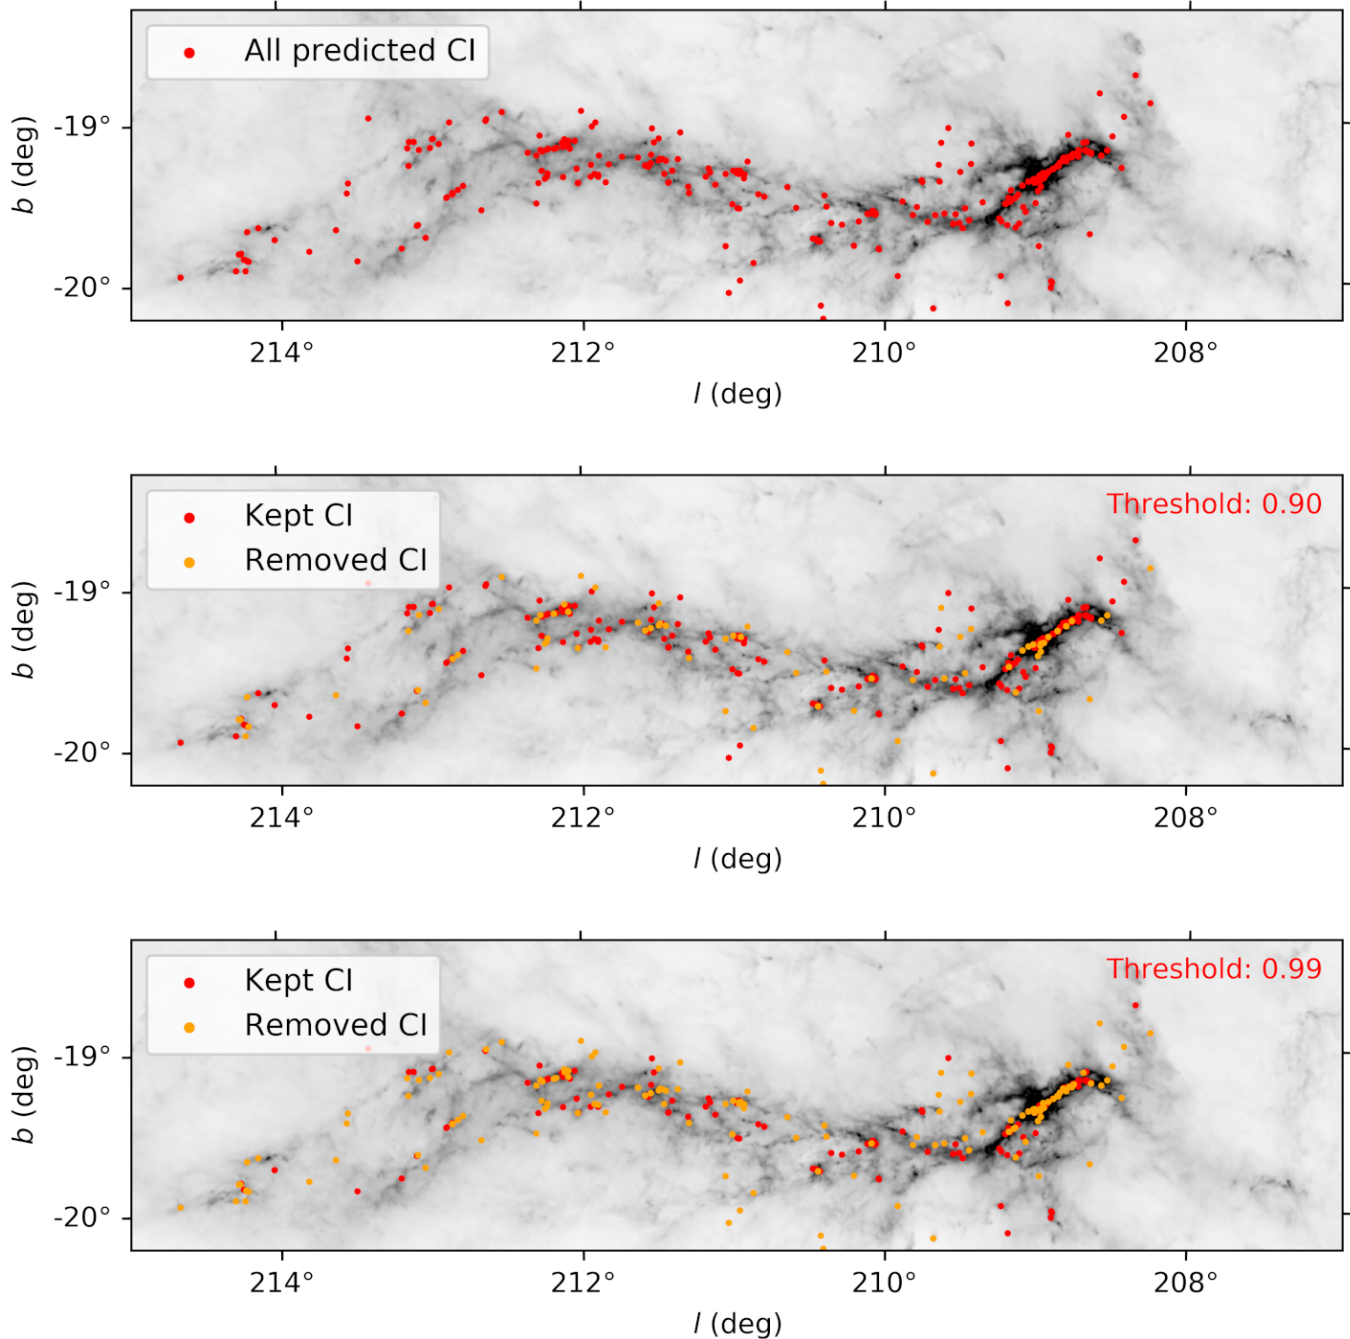 All predicted CI
b (deg)
-19°
-20°
214° 212° 210° 208°
l (deg)
Kept CI
Removed CI
Threshold: 0.90
b (deg)
-19°
-20°
214° 212° 210° 208°
l (deg)
Kept CI
Removed CI
Threshold: 0.99
b (deg)
-19°
-20°
214° 212° 210° 208°
l (deg)